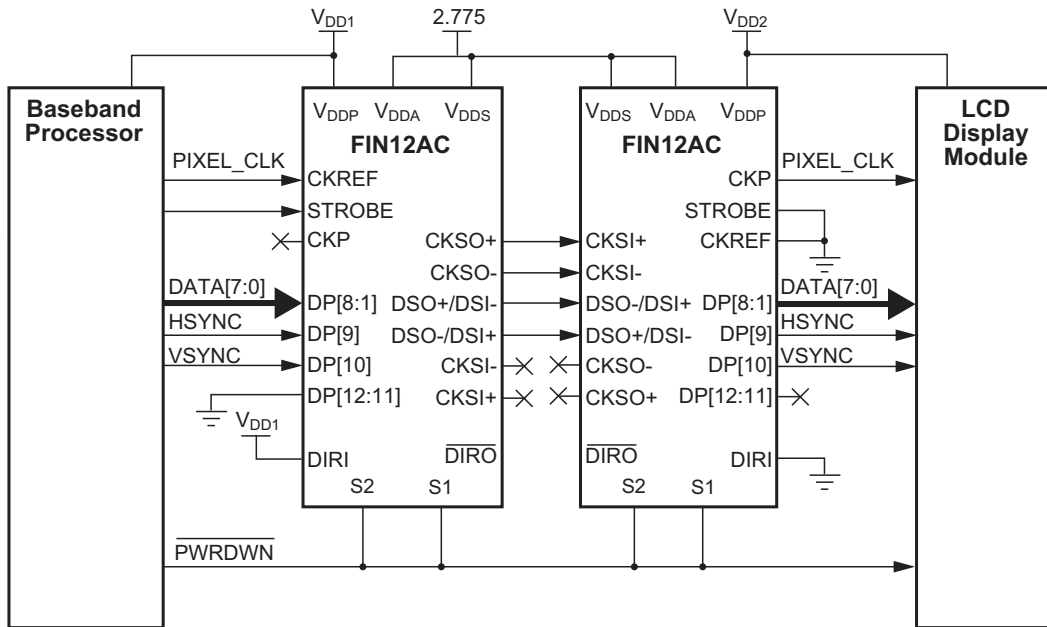 VDD1
2.775
VDD2
Baseband
Processor
VDDP VDDA VDDS
FIN12AC
VDDS VDDA VDDP
FIN12AC
LCD
Display
Module
PIXEL_CLK
CKREF
CKP
PIXEL_CLK
STROBE
STROBE
CKP
CKSO+
CKSI+
CKREF
CKSO-
CKSI-
DATA[7:0]
DP[8:1]
DSO+/DSI-
DSO-/DSI+
DP[8:1]
DATA[7:0]
HSYNC
DP[9]
DSO-/DSI+
DSO+/DSI-
DP[9]
HSYNC
VSYNC
DP[10]
CKSI-
CKSO-
DP[10]
VSYNC
DP[12:11]
CKSI+
CKSO+
DP[12:11]
VDD1
DIRI
DIRO
DIRO
DIRI
S2
S1
S2
S1
PWRDWN